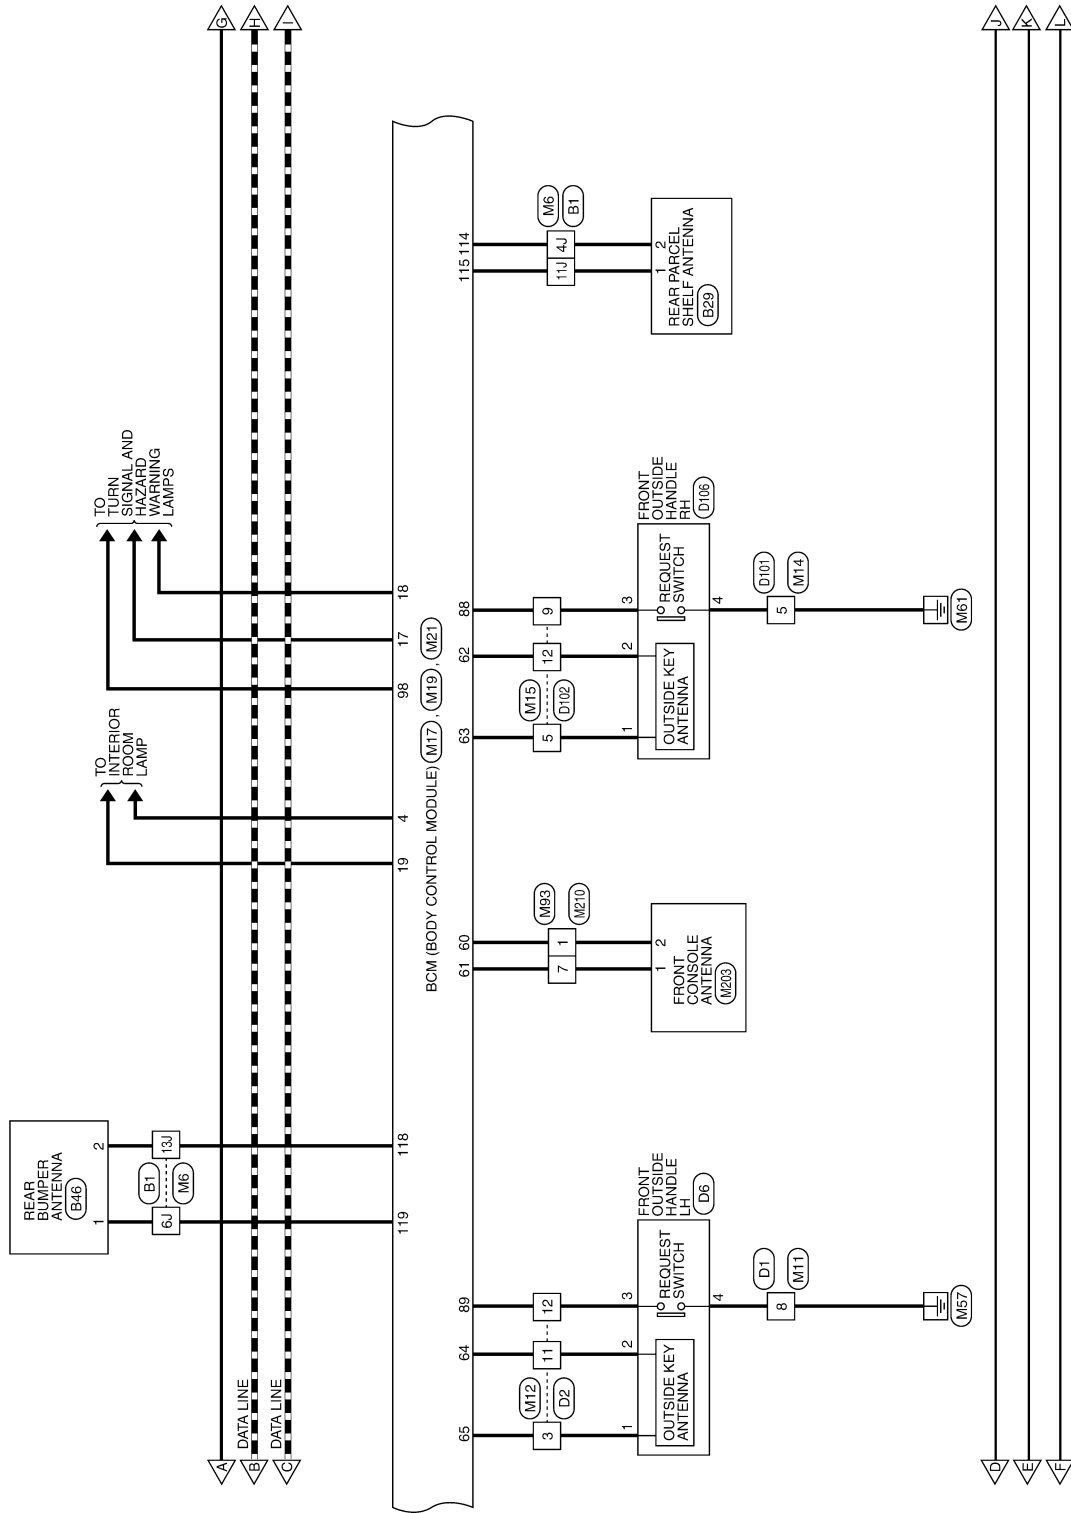 A
G
DATA LINE
B
H
DATA LINE
C
I
REAR
BUMPER
ANTENNA
B46
1
2
6J
13J
B1
M6
119
118
TO
INTERIOR
ROOM
LAMP
19
4
TO
TURN
SIGNAL AND
HAZARD
WARNING
LAMPS
98
17
18
BCM (BODY CONTROL MODULE) M17 , M19 , M21
65
64
89
M12
D2
3
11
12
1
2
3
FRONT
OUTSIDE
HANDLE
LH
D6
OUTSIDE KEY
ANTENNA
REQUEST
SWITCH
4
D1
8
M11
M57
61
60
M93
7
1
M210
1
2
FRONT
CONSOLE
ANTENNA
M203
63
62
88
M15
D102
5
12
9
1
2
3
FRONT
OUTSIDE
HANDLE
RH
D106
OUTSIDE KEY
ANTENNA
REQUEST
SWITCH
4
D101
5
M14
M61
115
114
M6
11J
4J
B1
1
2
REAR PARCEL
SHELF ANTENNA
B29
D
J
E
K
F
L